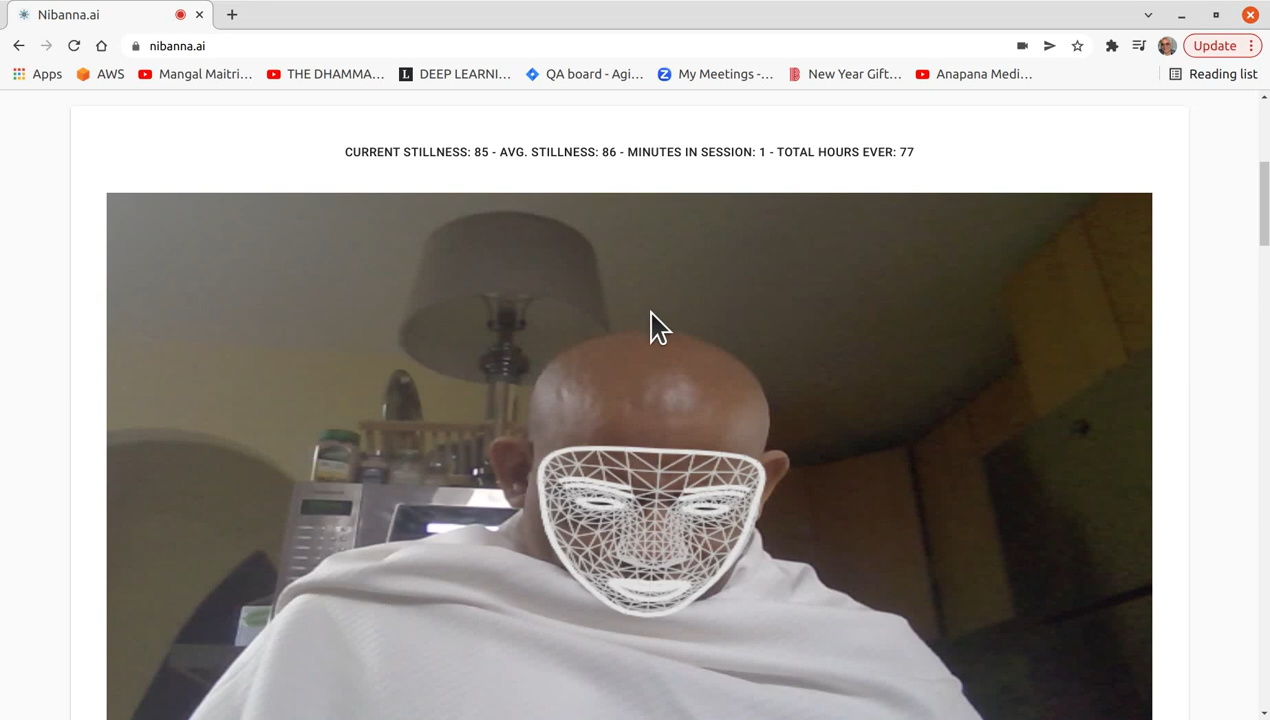 Nibanna.ai
nibanna.ai
Update
Apps
AWS
Mangal Maitri...
THE DHAMMA...
L DEEP LEARNI...
QA board - Agi...
Z My Meetings -...
B New Year Gift...
Anapana Medi...
Reading list
CURRENT STILLNESS: 85 - AVG. STILLNESS: 86 - MINUTES IN SESSION: 1 - TOTAL HOURS EVER: 77